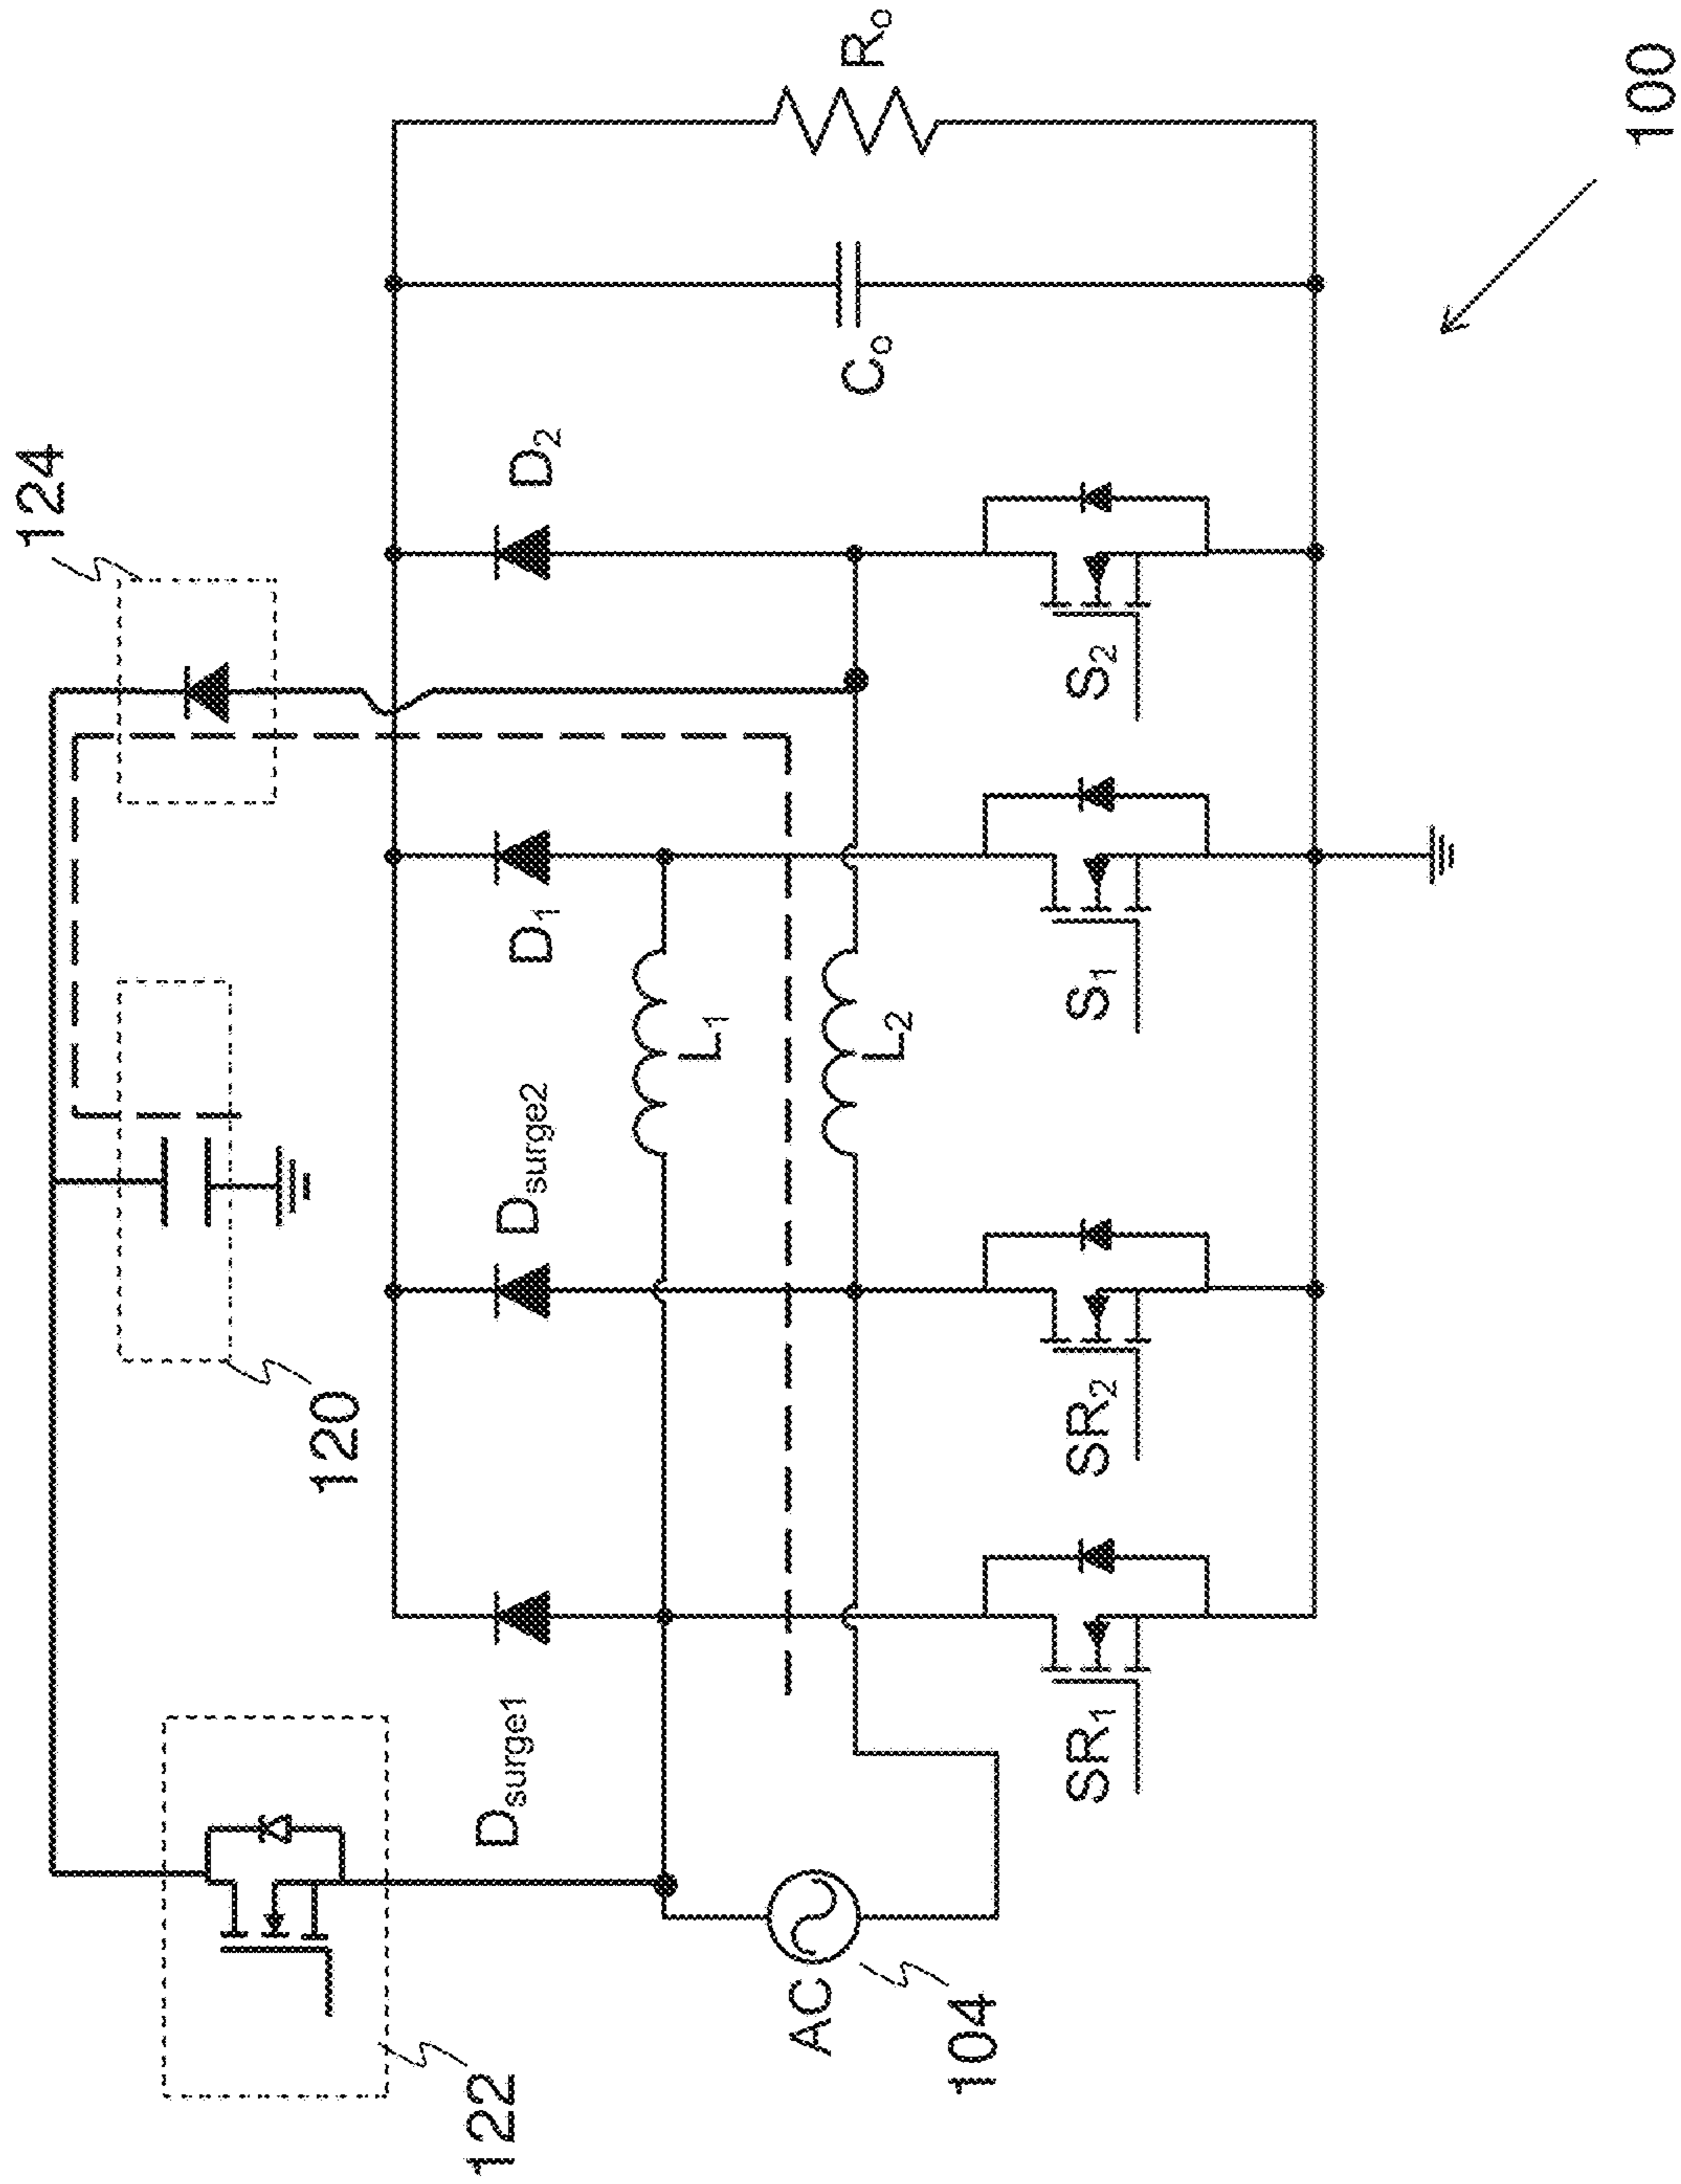 124
120
122
D₂
D₁
Dsurge2
Dsurge1
L₁
L₂
Cₒ
Rₒ
AC
104
S₂
S₁
SR₂
SR₁
100